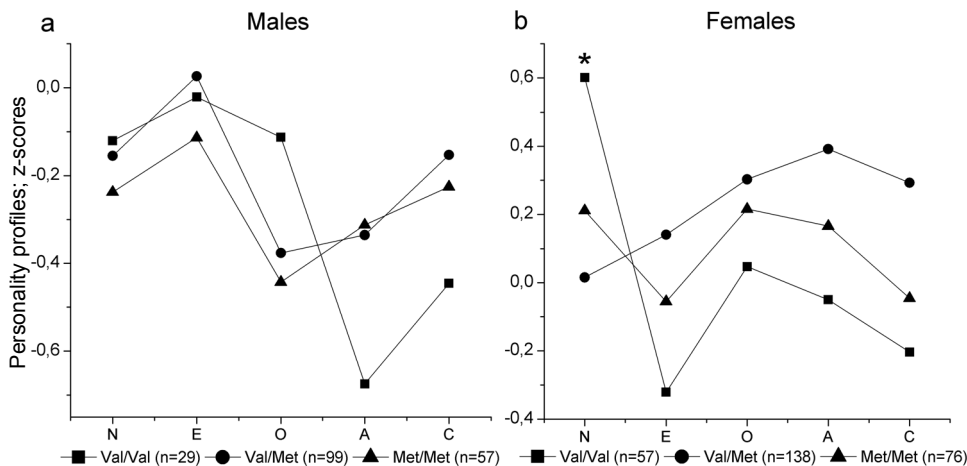 a Males
Personality profiles; z-scores
0,0
-0,2
-0,4
-0,6
N E O A C
Val/Val (n=29) Val/Met (n=99) Met/Met (n=57)
b Females
*
0,6
0,4
0,2
0,0
-0,2
-0,4
N E O A C
Val/Val (n=57) Val/Met (n=138) Met/Met (n=76)